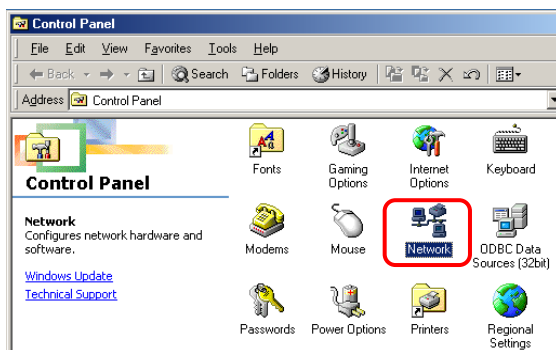 Control Panel
File Edit View Favorites Tools Help
Back Search Folders History
Address Control Panel
Control Panel
Network
Configures network hardware and
software.
Windows Update
Technical Support
Fonts
Gaming
Options
Internet
Options
Keyboard
Modems
Mouse
Network
ODBC Data
Sources (32bit)
Passwords
Power Options
Printers
Regional
Settings